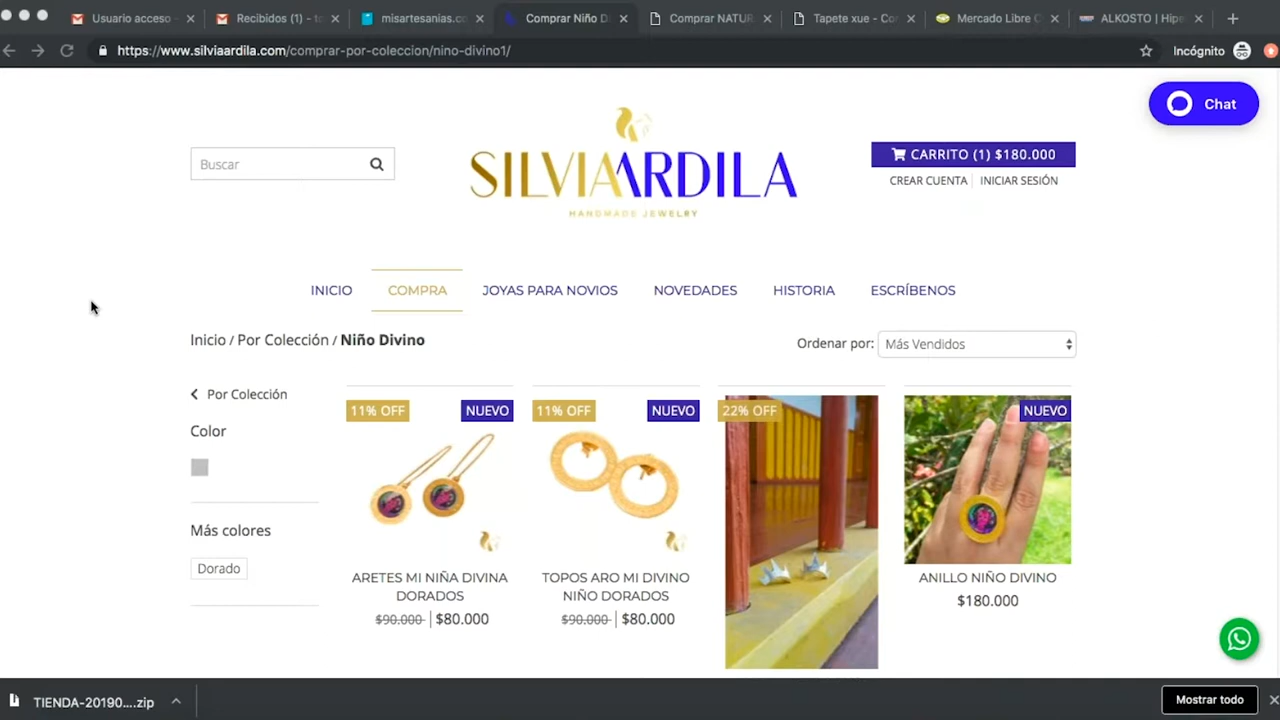 Usuario acceso -
Recibidos (1) - t
misartesanias.co
Comprar Niño D
Comprar NATUR
Tapete xue - Co
Mercado Libre C
ALKOSTO | Hipe
https://www.silviaardila.com/comprar-por-coleccion/nino-divino1/
Incógnito
Chat
Buscar
SILVIAARDILA
HANDMADE JEWELRY
CARRITO (1) $180.000
CREAR CUENTA
INICIAR SESIÓN
INICIO
COMPRA
JOYAS PARA NOVIOS
NOVEDADES
HISTORIA
ESCRÍBENOS
Inicio / Por Colección / Niño Divino
Ordenar por:
Más Vendidos
Por Colección
Color
Más colores
Dorado
11% OFF
NUEVO
ARETES MI NIÑA DIVINA
DORADOS
$90.000
$80.000
11% OFF
NUEVO
TOPOS ARO MI DIVINO
NIÑO DORADOS
$90.000
$80.000
22% OFF
NUEVO
ANILLO NIÑO DIVINO
$180.000
TIENDA-20190....zip
Mostrar todo